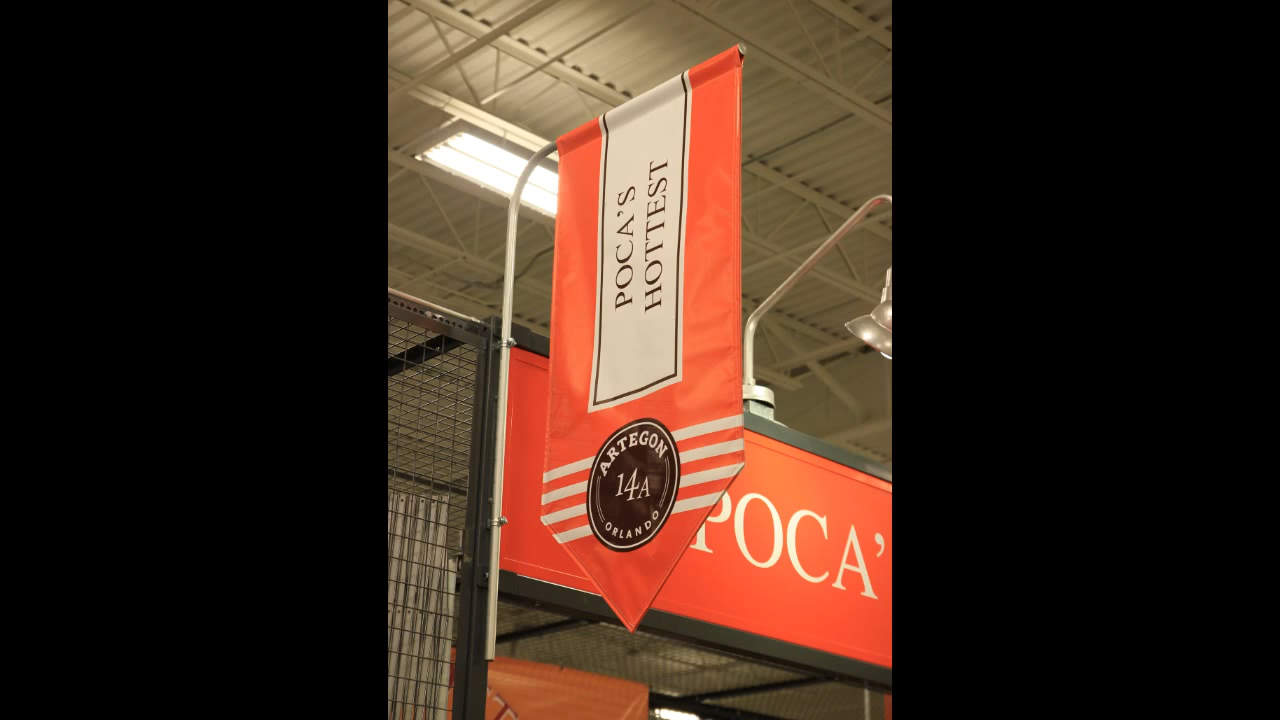 POCA'S
HOTTEST
ARTEGON
14A
ORLANDO
POCA'